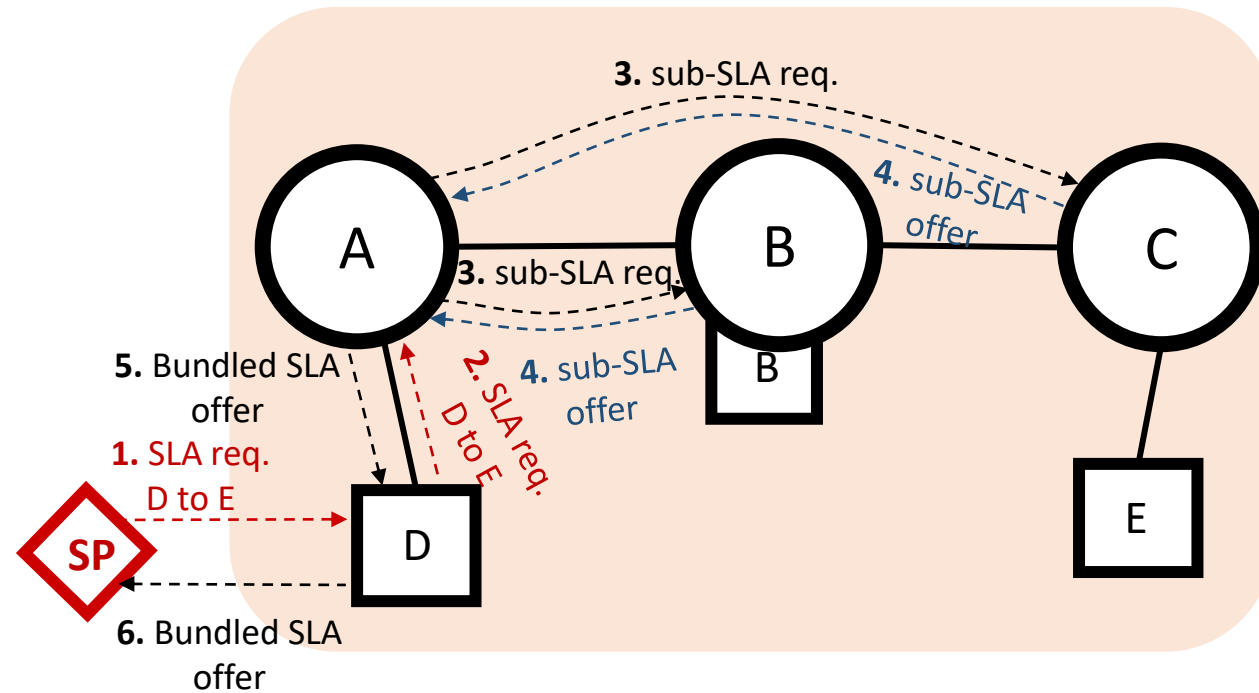 3. sub-SLA req.
4. sub-SLA
offer
A
B
C
3. sub-SLA req.
5. Bundled SLA
offer
2. SLA req.
D to E
4. sub-SLA
offer
B
1. SLA req.
D to E
SP
D
E
6. Bundled SLA
offer